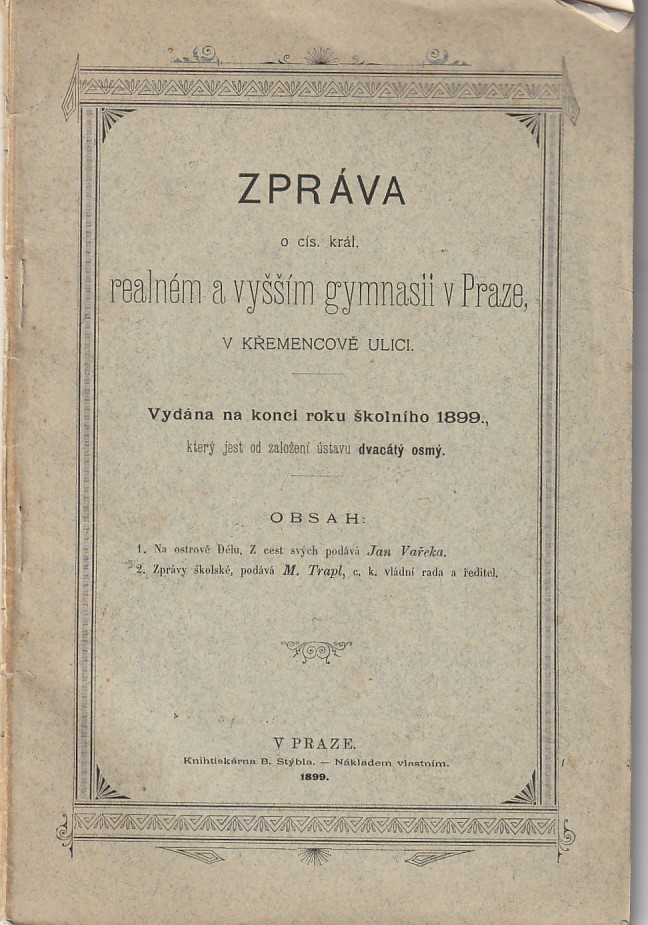 ZPRÁVA
o cís. král.
realném a vyšším gymnasii v Praze,
V KŘEMENCOVĚ ULICI.
Vydána na konci roku školního 1899.,
který jest od založení ústavu dvacátý osmý.
OBSAH:
1. Na ostrově Délu, Z cest svých podává Jan Vařeka.
2. Zprávy školské, podává M. Trapl, c. k. vládní rada a ředitel.
V PRAZE.
Knihtiskárna B. Stýbla. — Nákladem vlastním.
1899.